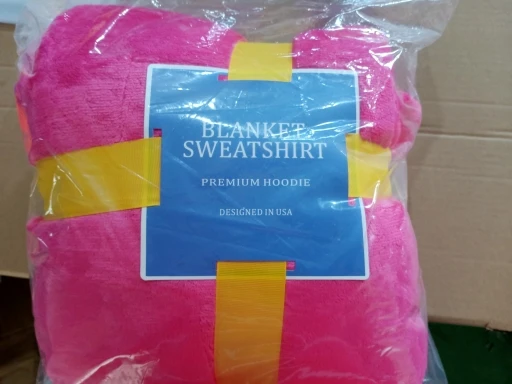 BLANKET
SWEATSHIRT
PREMIUM HOODIE
DESIGNED IN USA